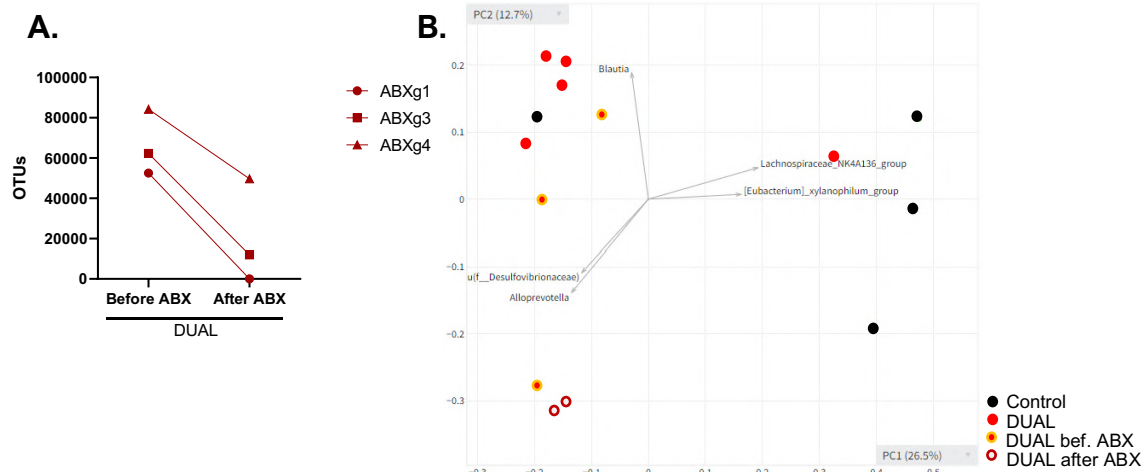 A.
100000
80000
60000
40000
20000
0
OTUs
Before ABX
After ABX
DUAL
ABXg1
ABXg3
ABXg4
B.
PC2 (12.7%)
0.2
0.1
0
−0.1
−0.2
−0.3
Blautia
Lachnospiraceae_NK4A136_group
[Eubacterium]_xylanophilum_group
u(f__Desulfovibrionaceae)
Alloprevotella
PC1 (26.5%)
Control
DUAL
DUAL bef. ABX
DUAL after ABX